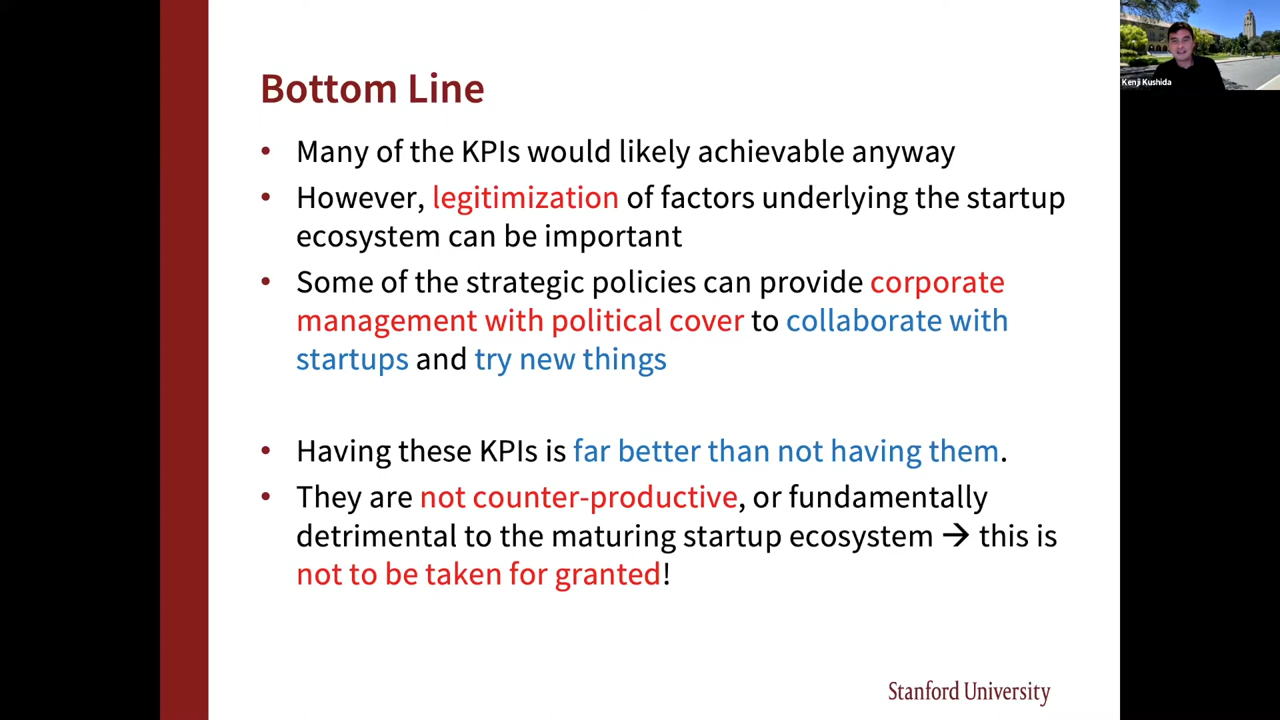 Bottom Line
• Many of the KPIs would likely achievable anyway
• However, legitimization of factors underlying the startup
ecosystem can be important
• Some of the strategic policies can provide corporate
management with political cover to collaborate with
startups and try new things
• Having these KPIs is far better than not having them.
• They are not counter-productive, or fundamentally
detrimental to the maturing startup ecosystem → this is
not to be taken for granted!
Stanford University
Kenji Kushida